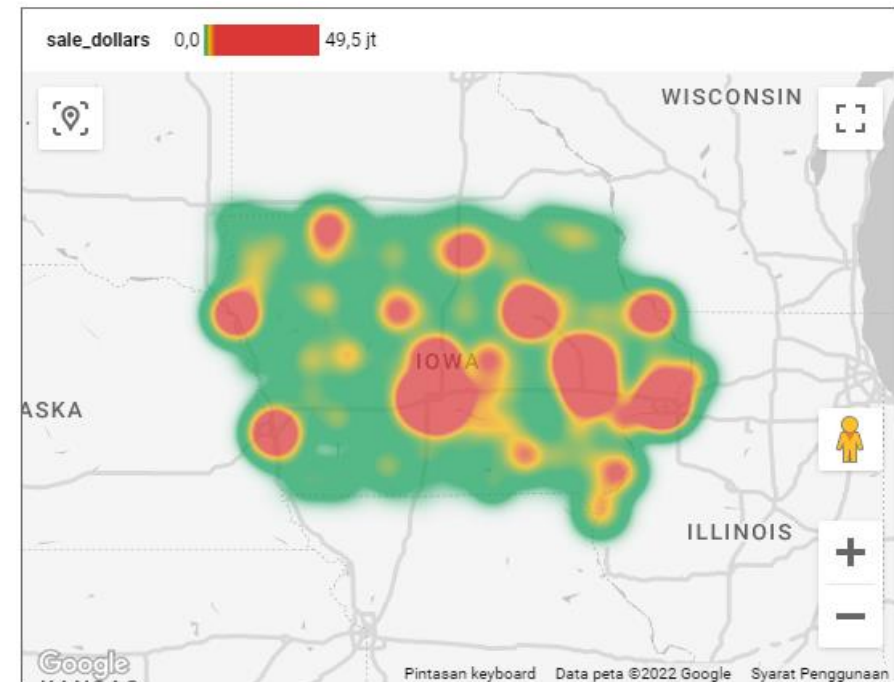 sale_dollars 0,0 49,5 jt
WISCONSIN
IOWA
ASKA
ILLINOIS
Google
KANSAS
Pintasan keyboard Data peta ©2022 Google Syarat Penggunaan